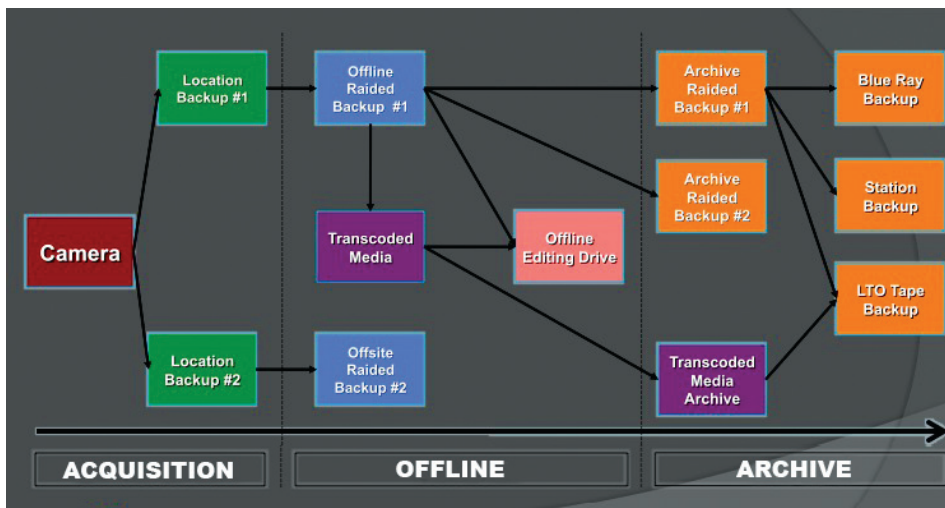 Location
Backup #1
Offline
Raided
Backup #1
Archive
Raided
Backup #1
Blue Ray
Backup
Archive
Raided
Backup #2
Station
Backup
Camera
Transcoded
Media
Offline
Editing Drive
LTO Tape
Backup
Location
Backup #2
Offsite
Raided
Backup #2
Transcoded
Media
Archive
ACQUISITION
OFFLINE
ARCHIVE